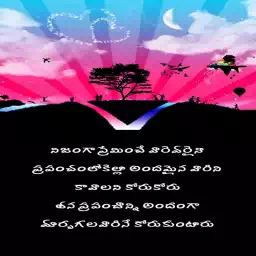 నిజంగా ప్రేమించే వారెవరైనా
ప్రపంచంలోకెల్లా అందమైన వారిని
కావాలని కోరుకోరు
తన ప్రపంచాన్ని అందంగా
మార్చగలవారినే కోరుకుంటారు